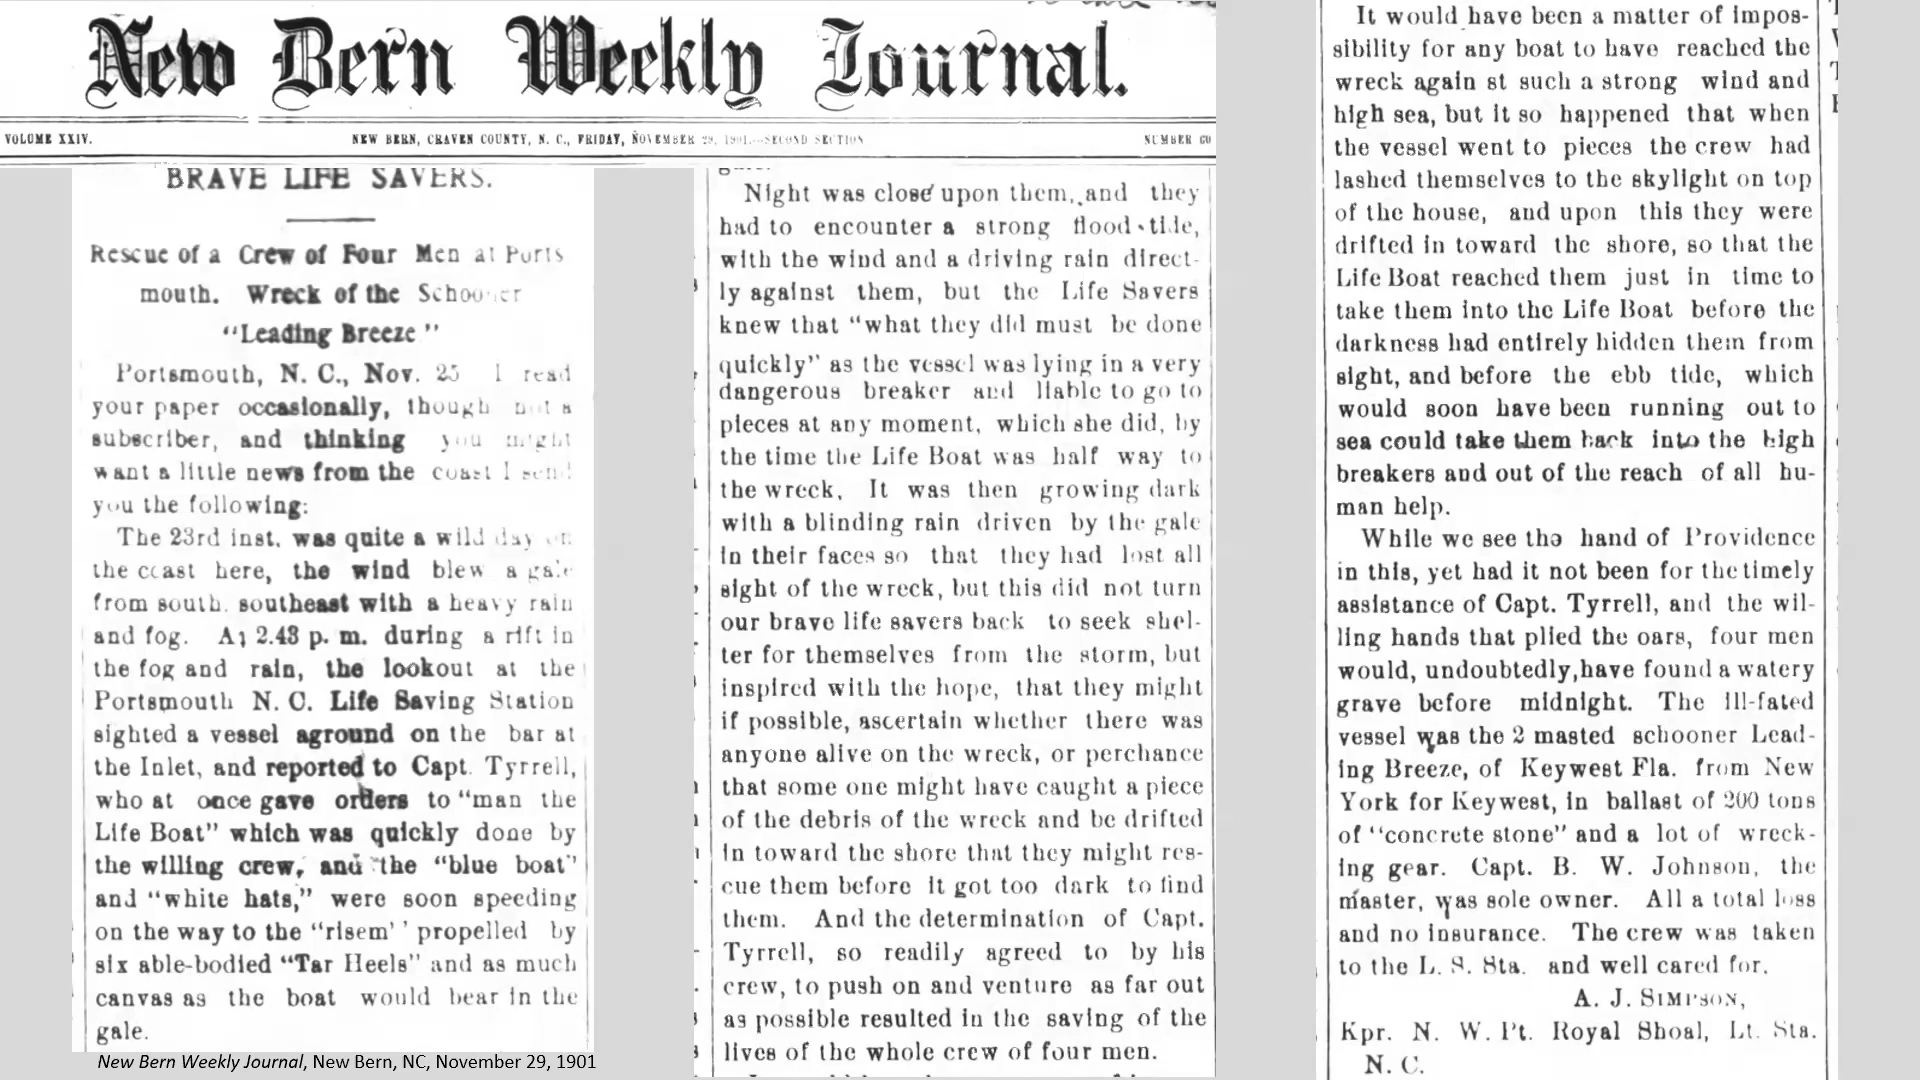 New Bern Weekly Journal.
VOLUME XXIV.
NEW BERN, CRAVEN COUNTY, N. C., FRIDAY, NOVEMBER 29, 1901.--SECOND SECTION
NUMBER 60
BRAVE LIFE SAVERS.
Rescue of a Crew of Four Men at Ports
mouth. Wreck of the Schooner
"Leading Breeze"
Portsmouth, N. C., Nov. 25 I read
your paper occasionally, though not a
subscriber, and thinking you might
want a little news from the coast I send
you the following:
The 23rd inst. was quite a wild day on
the coast here, the wind blew a gale
from south. southeast with a heavy rain
and fog. At 2.43 p. m. during a rift in
the fog and rain, the lookout at the
Portsmouth N. C. Life Saving Station
sighted a vessel aground on the bar at
the Inlet, and reported to Capt. Tyrrell,
who at once gave orders to "man the
Life Boat" which was quickly done by
the willing crew, and the "blue boat"
and "white hats," were soon speeding
on the way to the "risem'' propelled by
six able-bodied "Tar Heels" and as much
canvas as the boat would bear in the
gale.
New Bern Weekly Journal, New Bern, NC, November 29, 1901
Night was close upon them, and they
had to encounter a strong flood-tide,
with the wind and a driving rain direct-
ly against them, but the Life Savers
knew that "what they did must be done
quickly" as the vessel was lying in a very
dangerous breaker and liable to go to
pieces at any moment, which she did, by
the time the Life Boat was half way to
the wreck, It was then growing dark
with a blinding rain driven by the gale
in their faces so that they had lost all
sight of the wreck, but this did not turn
our brave life savers back to seek shel-
ter for themselves from the storm, but
inspired with the hope, that they might
if possible, ascertain whether there was
anyone alive on the wreck, or perchance
that some one might have caught a piece
of the debris of the wreck and be drifted
in toward the shore that they might res-
cue them before it got too dark to find
them. And the determination of Capt.
Tyrrell, so readily agreed to by his
crew, to push on and venture as far out
as possible resulted in the saving of the
lives of the whole crew of four men.
It would have been a matter of impos-
sibility for any boat to have reached the
wreck again st such a strong wind and
high sea, but it so happened that when
the vessel went to pieces the crew had
lashed themselves to the skylight on top
of the house, and upon this they were
drifted in toward the shore, so that the
Life Boat reached them just in time to
take them into the Life Boat before the
darkness had entirely hidden them from
sight, and before the ebb tide, which
would soon have been running out to
sea could take them back into the high
breakers and out of the reach of all hu-
man help.
While we see the hand of Providence
in this, yet had it not been for the timely
assistance of Capt. Tyrrell, and the wil-
ling hands that plied the oars, four men
would, undoubtedly,have found a watery
grave before midnight. The ill-fated
vessel was the 2 masted schooner Lead-
ing Breeze, of Keywest Fla. from New
York for Keywest, in ballast of 200 tons
of "concrete stone" and a lot of wreck-
ing gear. Capt. B. W. Johnson, the
master, was sole owner. All a total loss
and no insurance. The crew was taken
to the L. S. Sta. and well cared for.
A. J. SIMPSON,
Kpr. N. W. Pt. Royal Shoal, Lt. Sta.
N. C.